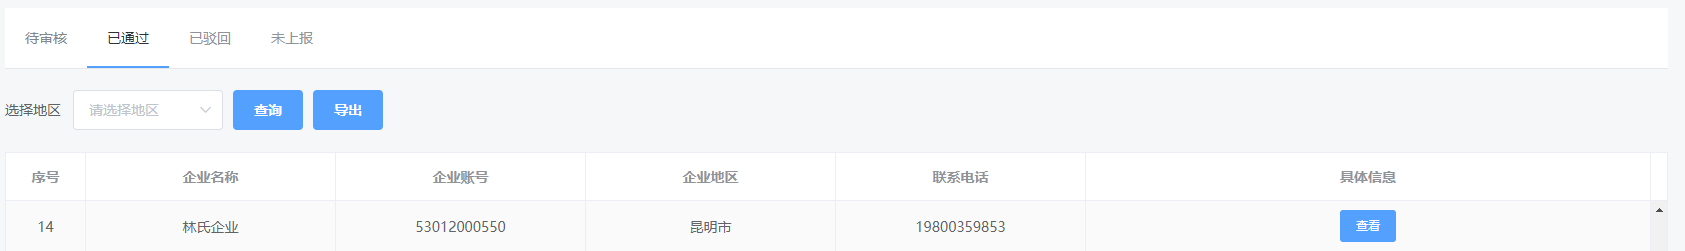 待审核 已通过 已驳回 未上报
选择地区 请选择地区 查询 导出
序号 企业名称 企业账号 企业地区 联系电话 具体信息
14 林氏企业 53012000550 昆明市 19800359853 查看